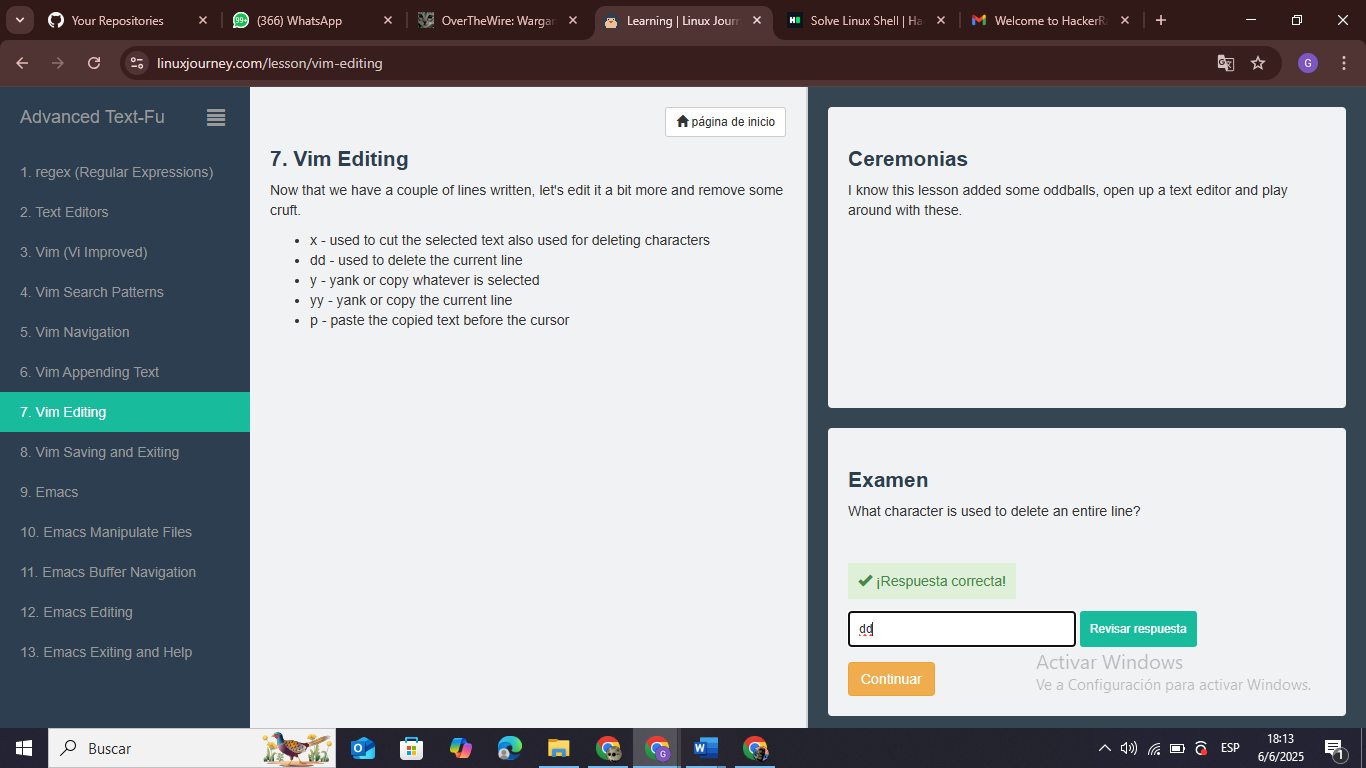 Your Repositories
99+
(366) WhatsApp
OverTheWire: Wargan
Learning | Linux Journ
Solve Linux Shell | Ha
Welcome to HackerR
linuxjourney.com/lesson/vim-editing
G
Advanced Text-Fu
1. regex (Regular Expressions)
2. Text Editors
3. Vim (Vi Improved)
4. Vim Search Patterns
5. Vim Navigation
6. Vim Appending Text
7. Vim Editing
8. Vim Saving and Exiting
9. Emacs
10. Emacs Manipulate Files
11. Emacs Buffer Navigation
12. Emacs Editing
13. Emacs Exiting and Help
página de inicio
7. Vim Editing
Now that we have a couple of lines written, let's edit it a bit more and remove some
cruft.
• x - used to cut the selected text also used for deleting characters
• dd - used to delete the current line
• y - yank or copy whatever is selected
• yy - yank or copy the current line
• p - paste the copied text before the cursor
Ceremonias
I know this lesson added some oddballs, open up a text editor and play
around with these.
Examen
What character is used to delete an entire line?
¡Respuesta correcta!
dd
Revisar respuesta
Continuar
Activar Windows
Ve a Configuración para activar Windows.
Buscar
ESP
18:13
6/6/2025
1